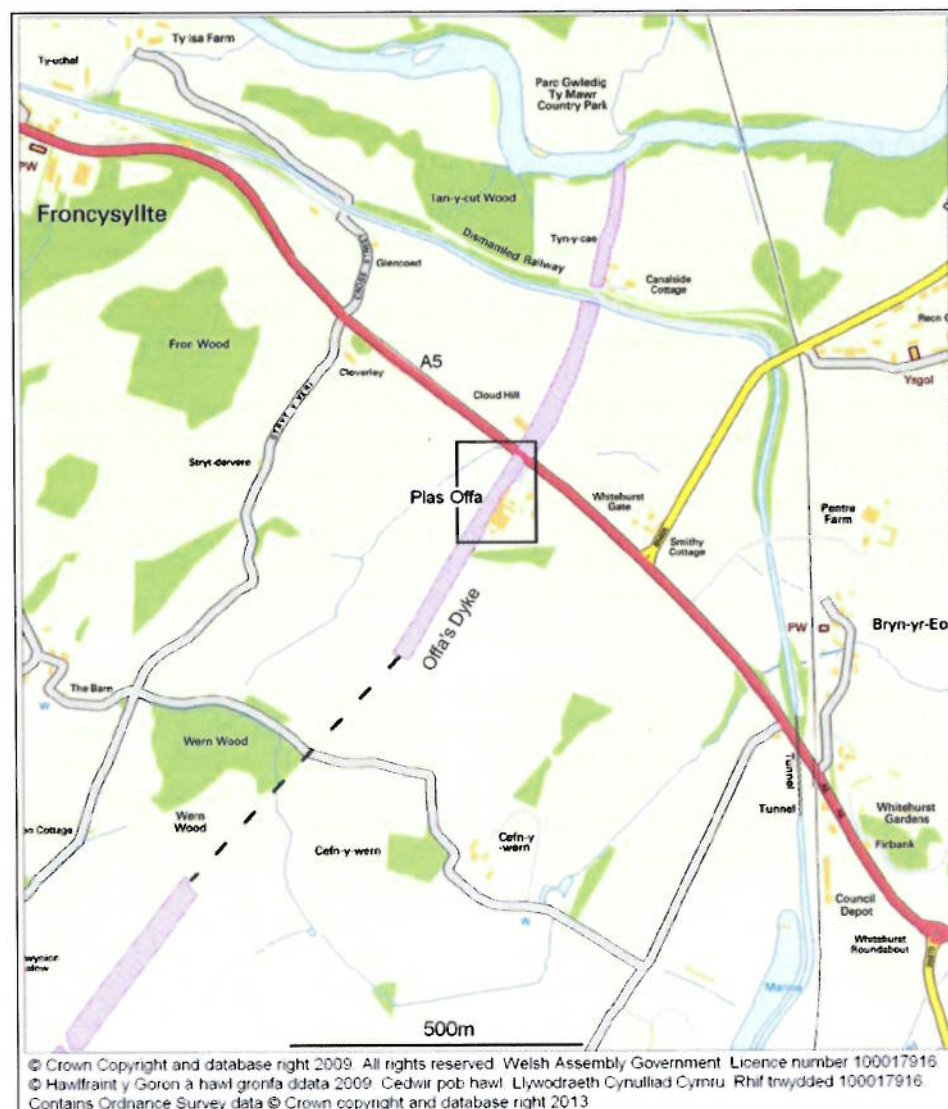 Ty Isa Farm
Ty-uchaf
Parc Gwledig
Ty Mawr
Country Park
PW
Froncysyllte
Tan-y-cut Wood
Tyn-y-cae
Dismantled Railway
Glencoed
Canalside
Cottage
CROSS STREET
Fron Wood
A5
Cloverley
Ysgol
Cloud Hill
Stryt-dervere
Plas Offa
Whitehurst
Gate
Pentre
Farm
Smithy
Cottage
Offa's Dyke
PW
Bryn-yr-Eo
The Barn
W
Wern Wood
Tunnel
Wern
Wood
Tunnel
Whitehurst
Gardens
Cefn-y-wern
Cefn-y
-wern
Firbank
en Cottage
Council
Depot
W
Whitehurst
Roundabout
wynion
Marina
500m
© Crown Copyright and database right 2009. All rights reserved. Welsh Assembly Government. Licence number 100017916.
© Hawlfraint y Goron a hawl gronfa ddata 2009. Cedwir pob hawl. Llywodraeth Cynulliad Cymru. Rhif trwydded 100017916.
Contains Ordnance Survey data © Crown copyright and database right 2013